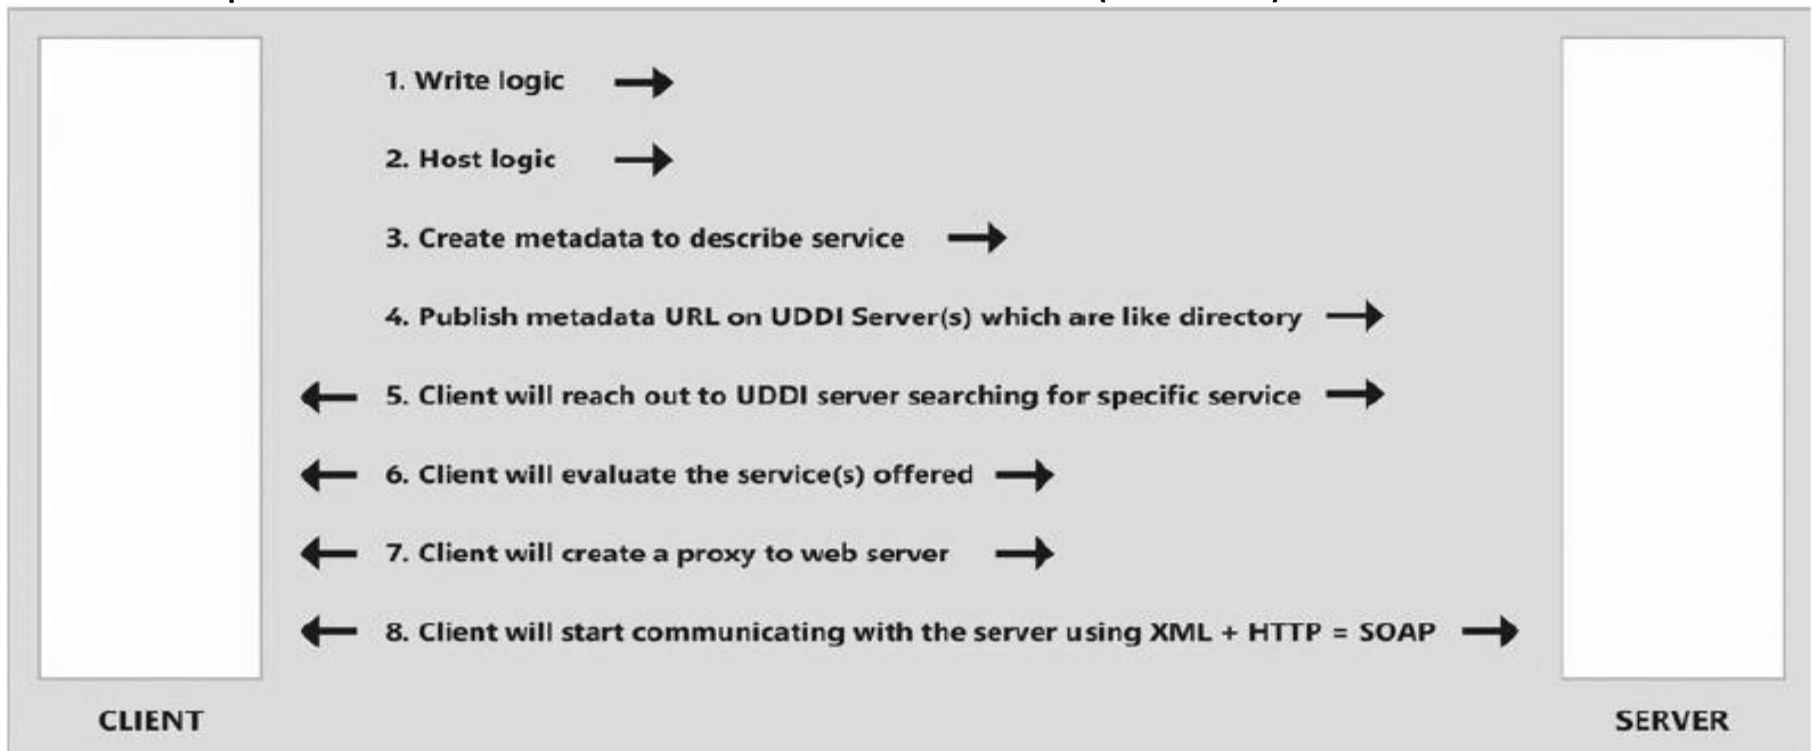 1. Write logic
2. Host logic
3. Create metadata to describe service
4. Publish metadata URL on UDDI Server(s) which are like directory
5. Client will reach out to UDDI server searching for specific service
6. Client will evaluate the service(s) offered
7. Client will create a proxy to web server
8. Client will start communicating with the server using XML + HTTP = SOAP
CLIENT
SERVER